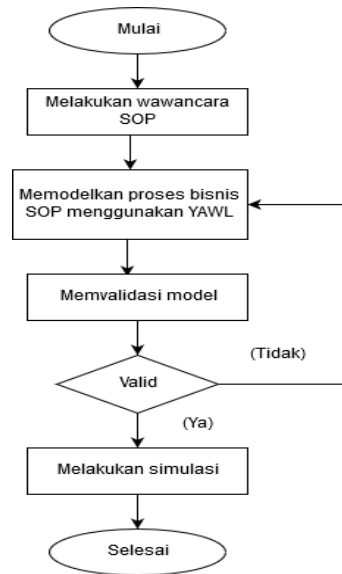 Mulai
Melakukan wawancara
SOP
Memodelkan proses bisnis
SOP menggunakan YAWL
Memvalidasi model
(Tidak)
Valid
(Ya)
Melakukan simulasi
Selesai